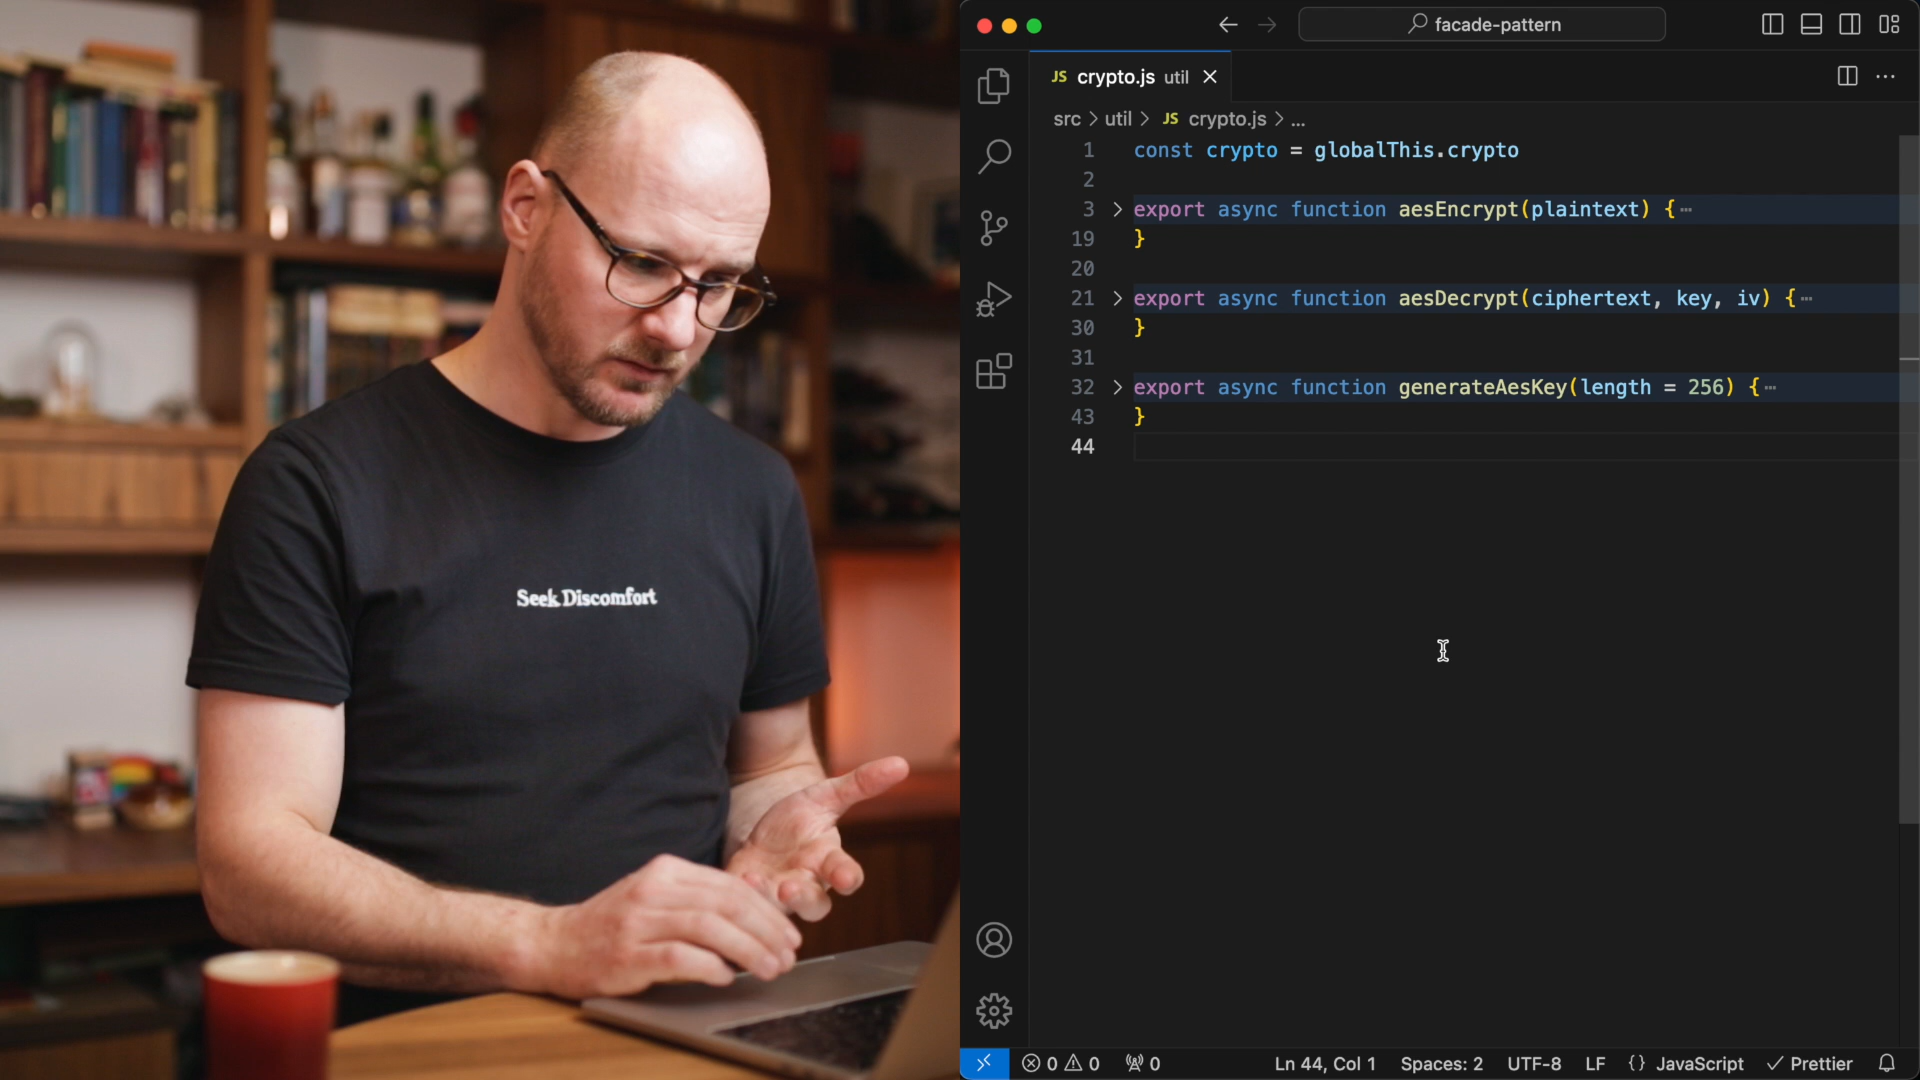 Seek Discomfort
facade-pattern
JS crypto.js util
src > util > JS crypto.js > ...
1 const crypto = globalThis.crypto
2
3 > export async function aesEncrypt(plaintext) {⋯
19 }
20
21 > export async function aesDecrypt(ciphertext, key, iv) {⋯
30 }
31
32 > export async function generateAesKey(length = 256) {⋯
43 }
44
0 0 0 Ln 44, Col 1 Spaces: 2 UTF-8 LF {} JavaScript Prettier